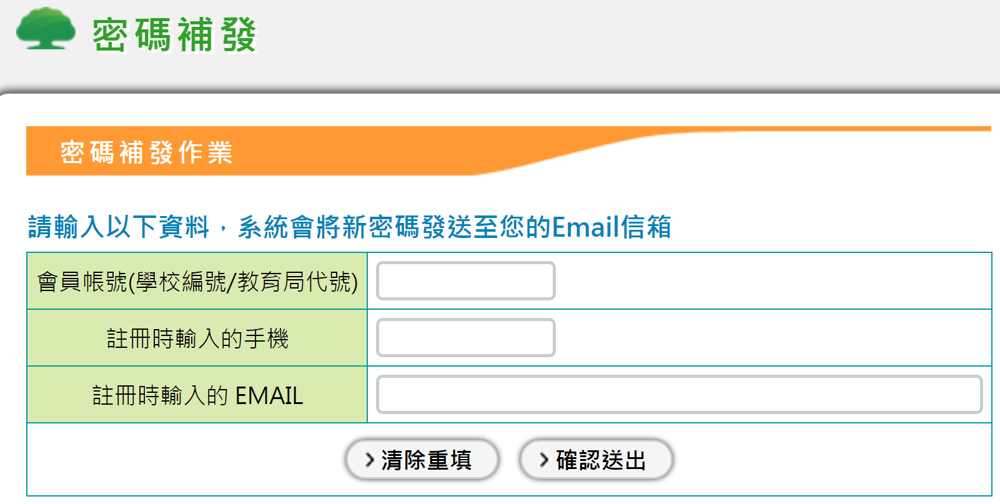 密碼補發
密碼補發作業
請輸入以下資料，系統會將新密碼發送至您的Email信箱
會員帳號(學校編號/教育局代號)
註冊時輸入的手機
註冊時輸入的 EMAIL
清除重填
確認送出